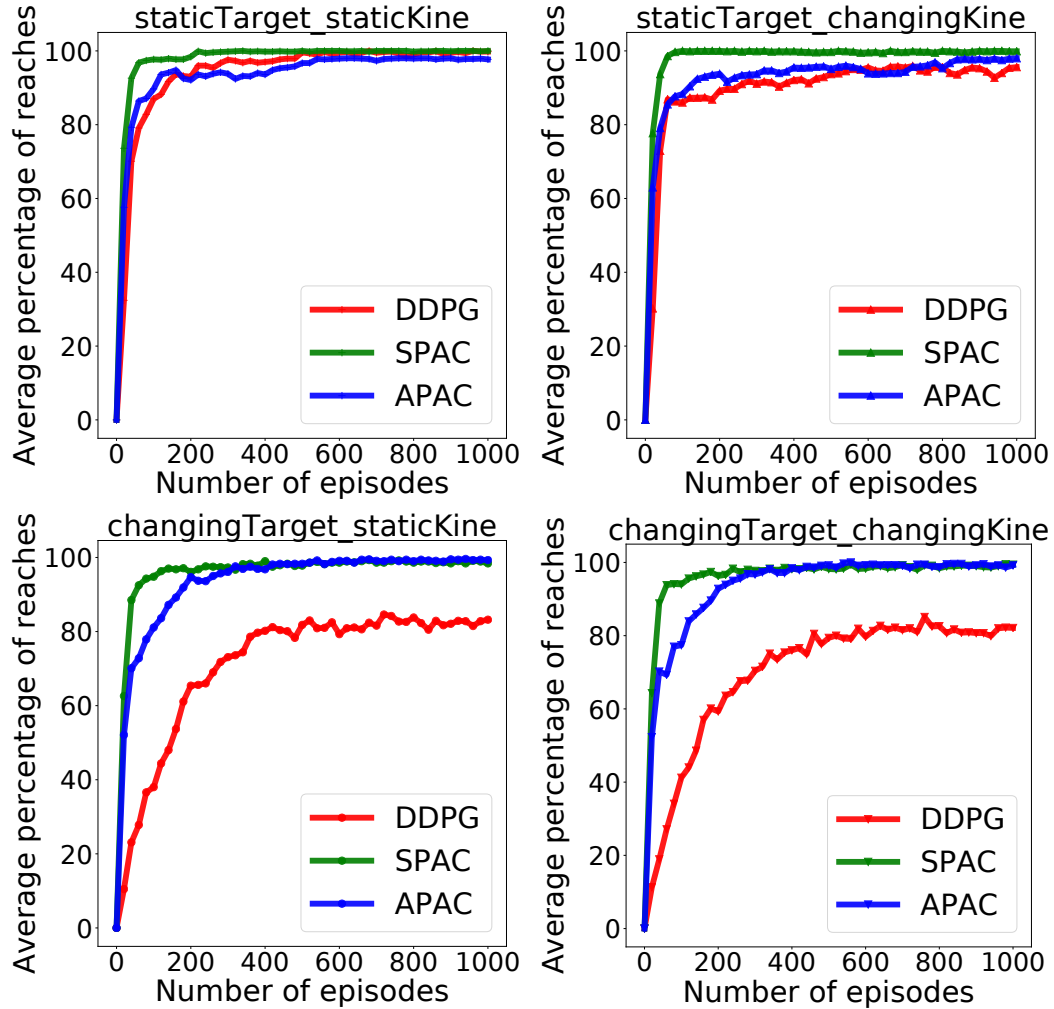 staticTarget_staticKine
Average percentage of reaches
100
80
60
40
20
0
DDPG
SPAC
APAC
0 200 400 600 800 1000
Number of episodes
staticTarget_changingKine
Average percentage of reaches
100
80
60
40
20
0
DDPG
SPAC
APAC
0 200 400 600 800 1000
Number of episodes
changingTarget_staticKine
Average percentage of reaches
100
80
60
40
20
0
DDPG
SPAC
APAC
0 200 400 600 800 1000
Number of episodes
changingTarget_changingKine
Average percentage of reaches
100
80
60
40
20
0
DDPG
SPAC
APAC
0 200 400 600 800 1000
Number of episodes